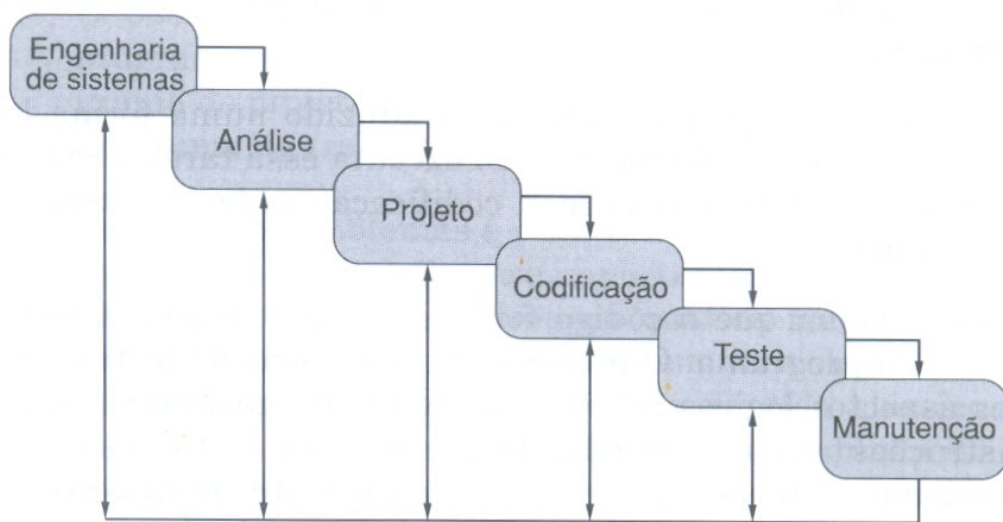 Engenharia
de sistemas
Análise
Projeto
Codificação
Teste
Manutenção